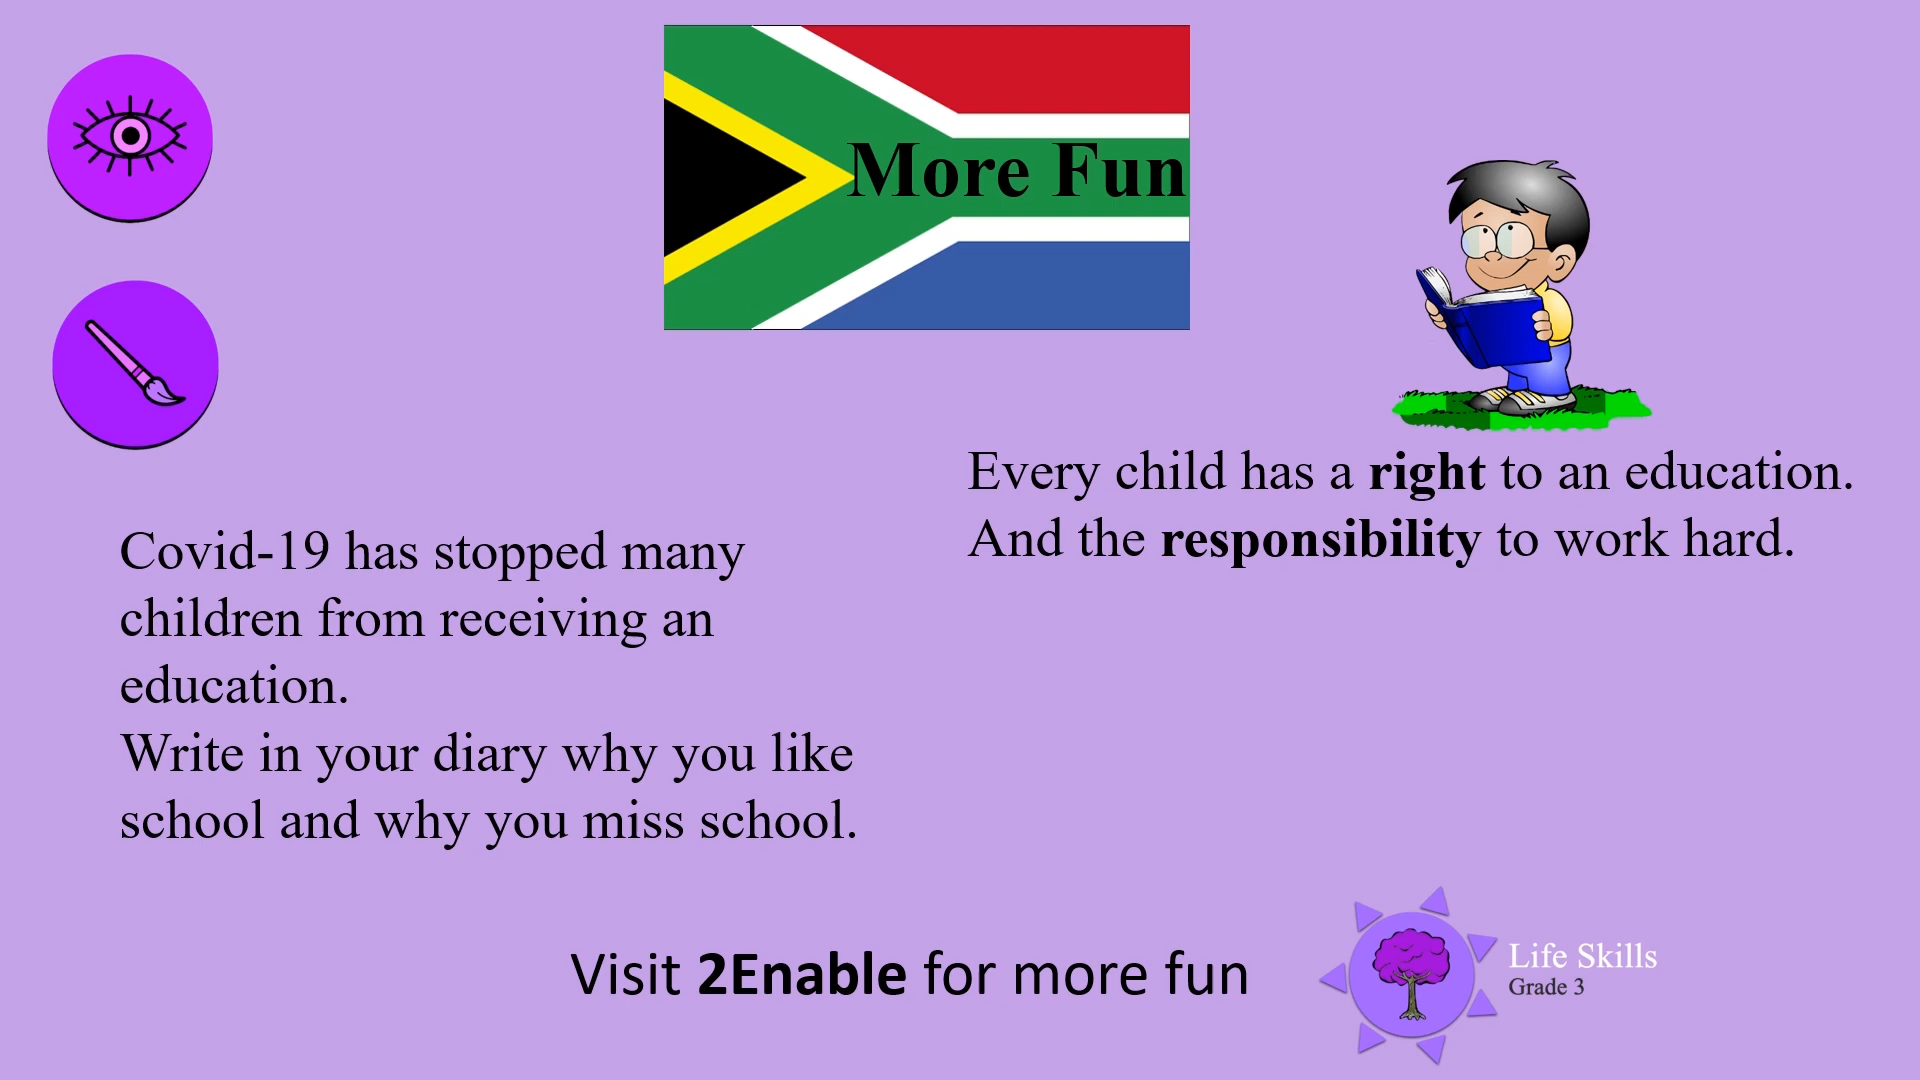 More Fun
Every child has a right to an education.
And the responsibility to work hard.
Covid-19 has stopped many
children from receiving an
education.
Write in your diary why you like
school and why you miss school.
Visit 2Enable for more fun
Life Skills
Grade 3